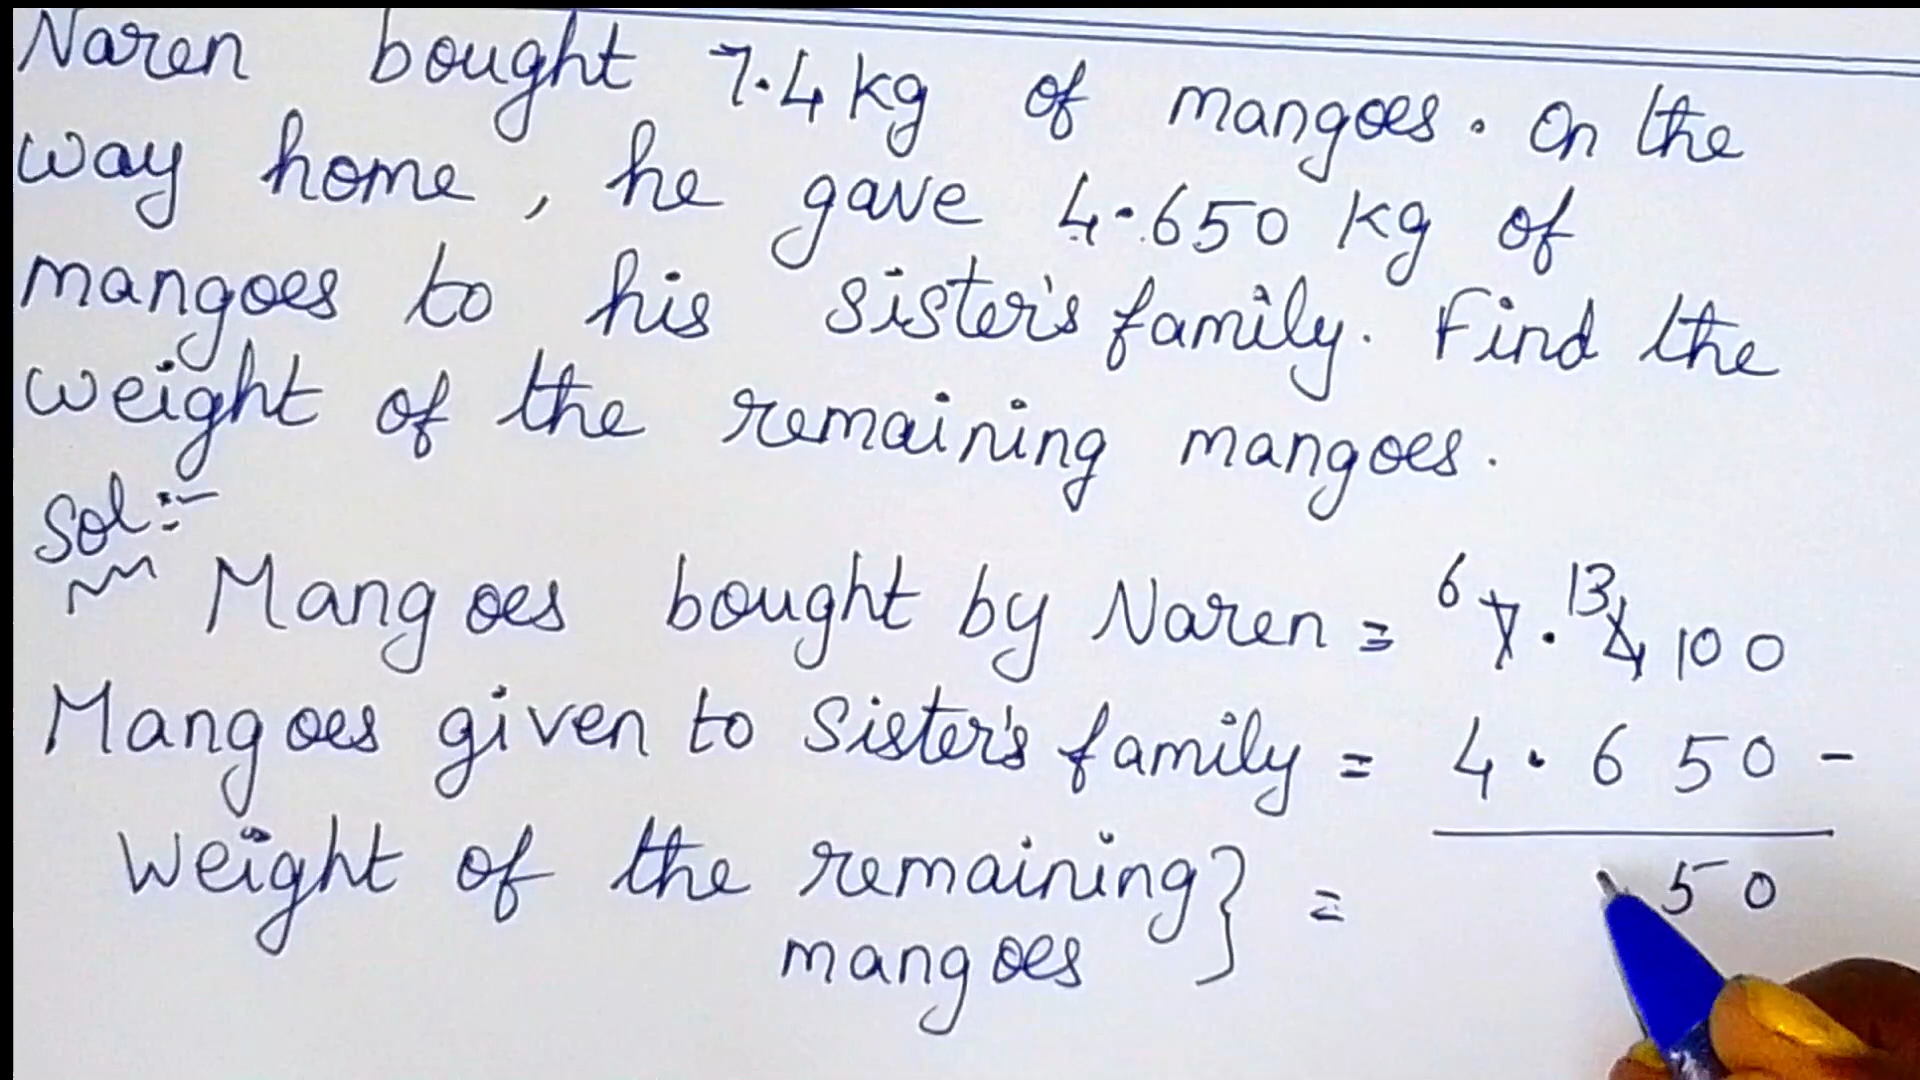 Naren bought 7.4 kg of mangoes. On the
way home, he gave 4.650 kg of
mangoes to his sister's family. Find the
weight of the remaining mangoes.
Sol:-
Mangoes bought by Naren = 6 7. 13 4 10 0
Mangoes given to Sister's family = 4.650 -
Weight of the remaining } = 50
mangoes